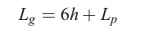 L_g = 6h + L_p